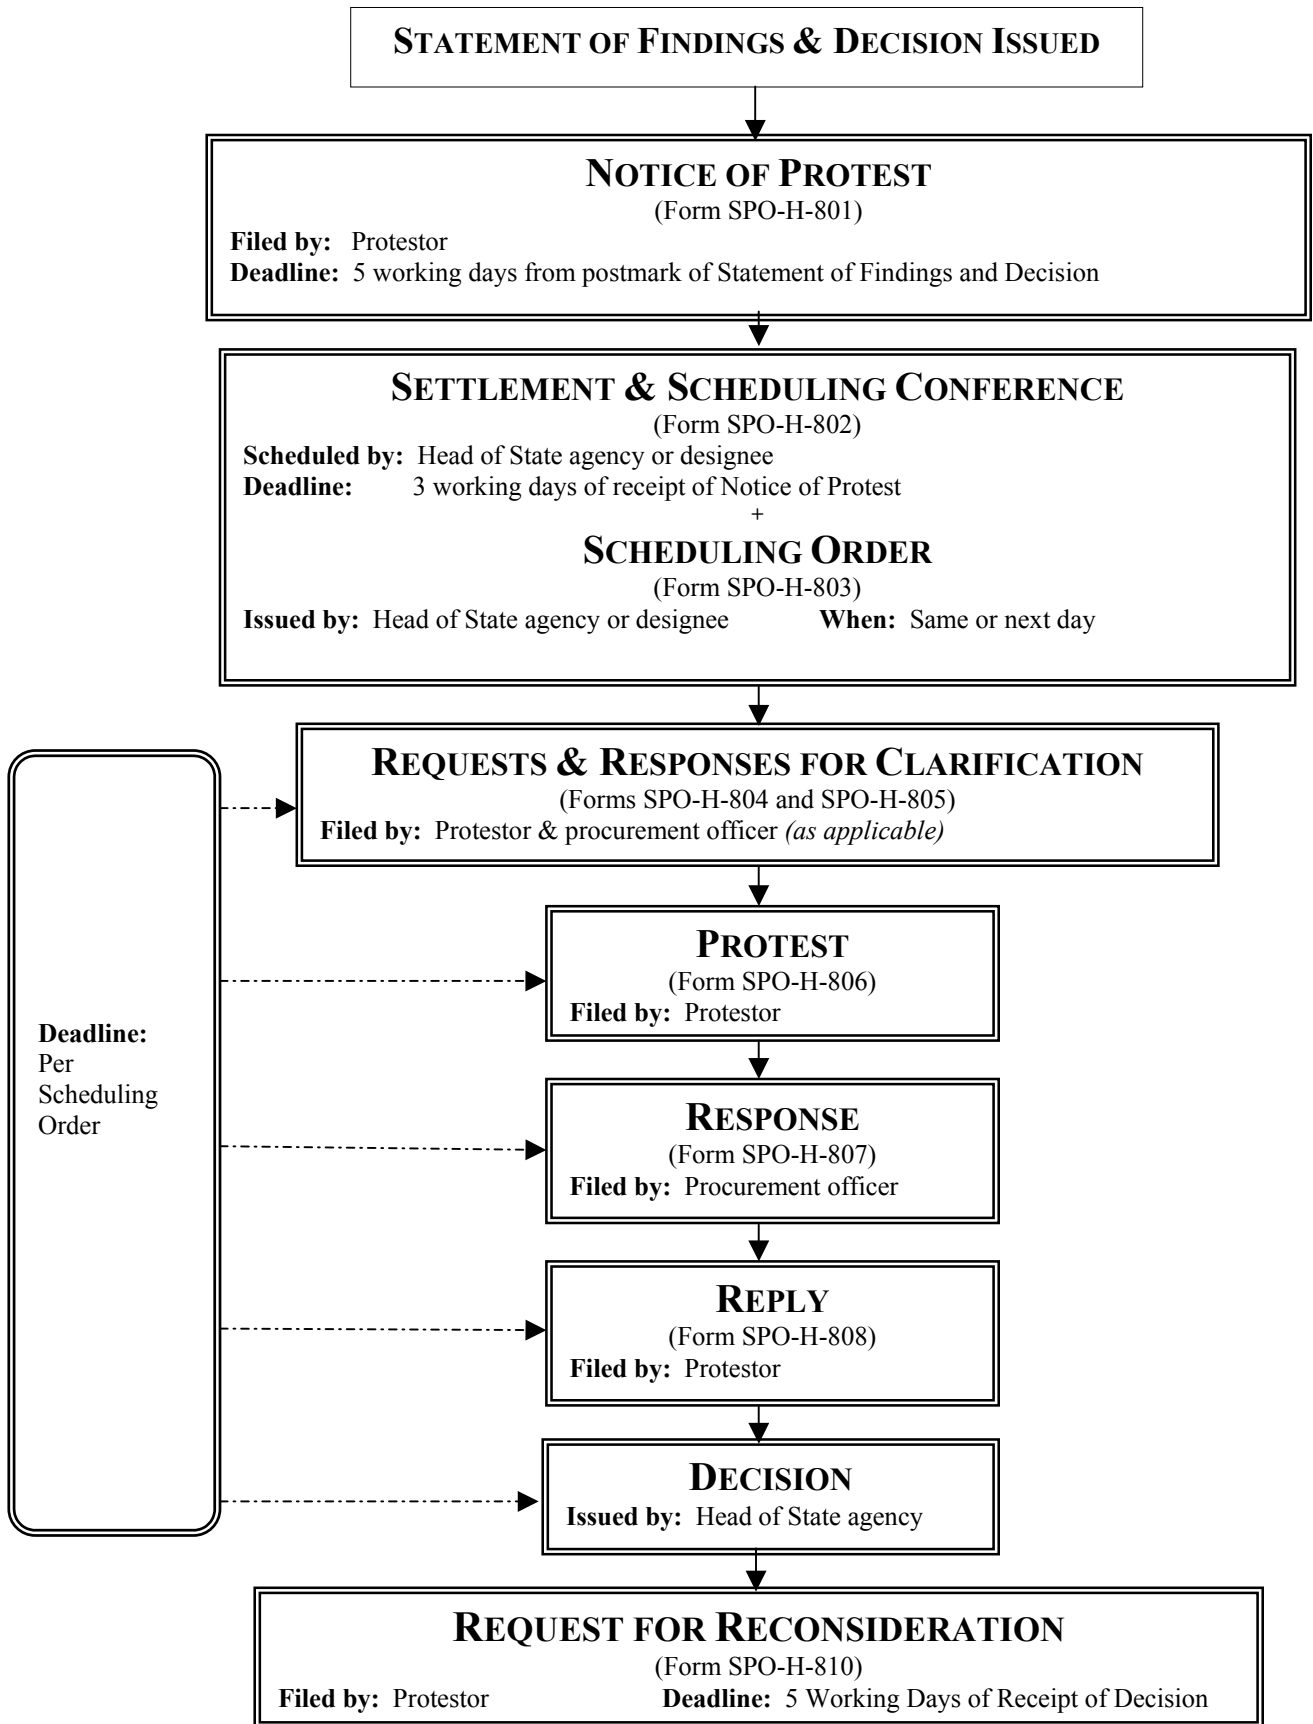 STATEMENT OF FINDINGS & DECISION ISSUED
NOTICE OF PROTEST
(Form SPO-H-801)
Filed by: Protestor
Deadline: 5 working days from postmark of Statement of Findings and Decision
SETTLEMENT & SCHEDULING CONFERENCE
(Form SPO-H-802)
Scheduled by: Head of State agency or designee
Deadline: 3 working days of receipt of Notice of Protest
+
SCHEDULING ORDER
(Form SPO-H-803)
Issued by: Head of State agency or designee When: Same or next day
REQUESTS & RESPONSES FOR CLARIFICATION
(Forms SPO-H-804 and SPO-H-805)
Filed by: Protestor & procurement officer (as applicable)
Deadline:
Per
Scheduling
Order
PROTEST
(Form SPO-H-806)
Filed by: Protestor
RESPONSE
(Form SPO-H-807)
Filed by: Procurement officer
REPLY
(Form SPO-H-808)
Filed by: Protestor
DECISION
Issued by: Head of State agency
REQUEST FOR RECONSIDERATION
(Form SPO-H-810)
Filed by: Protestor Deadline: 5 Working Days of Receipt of Decision